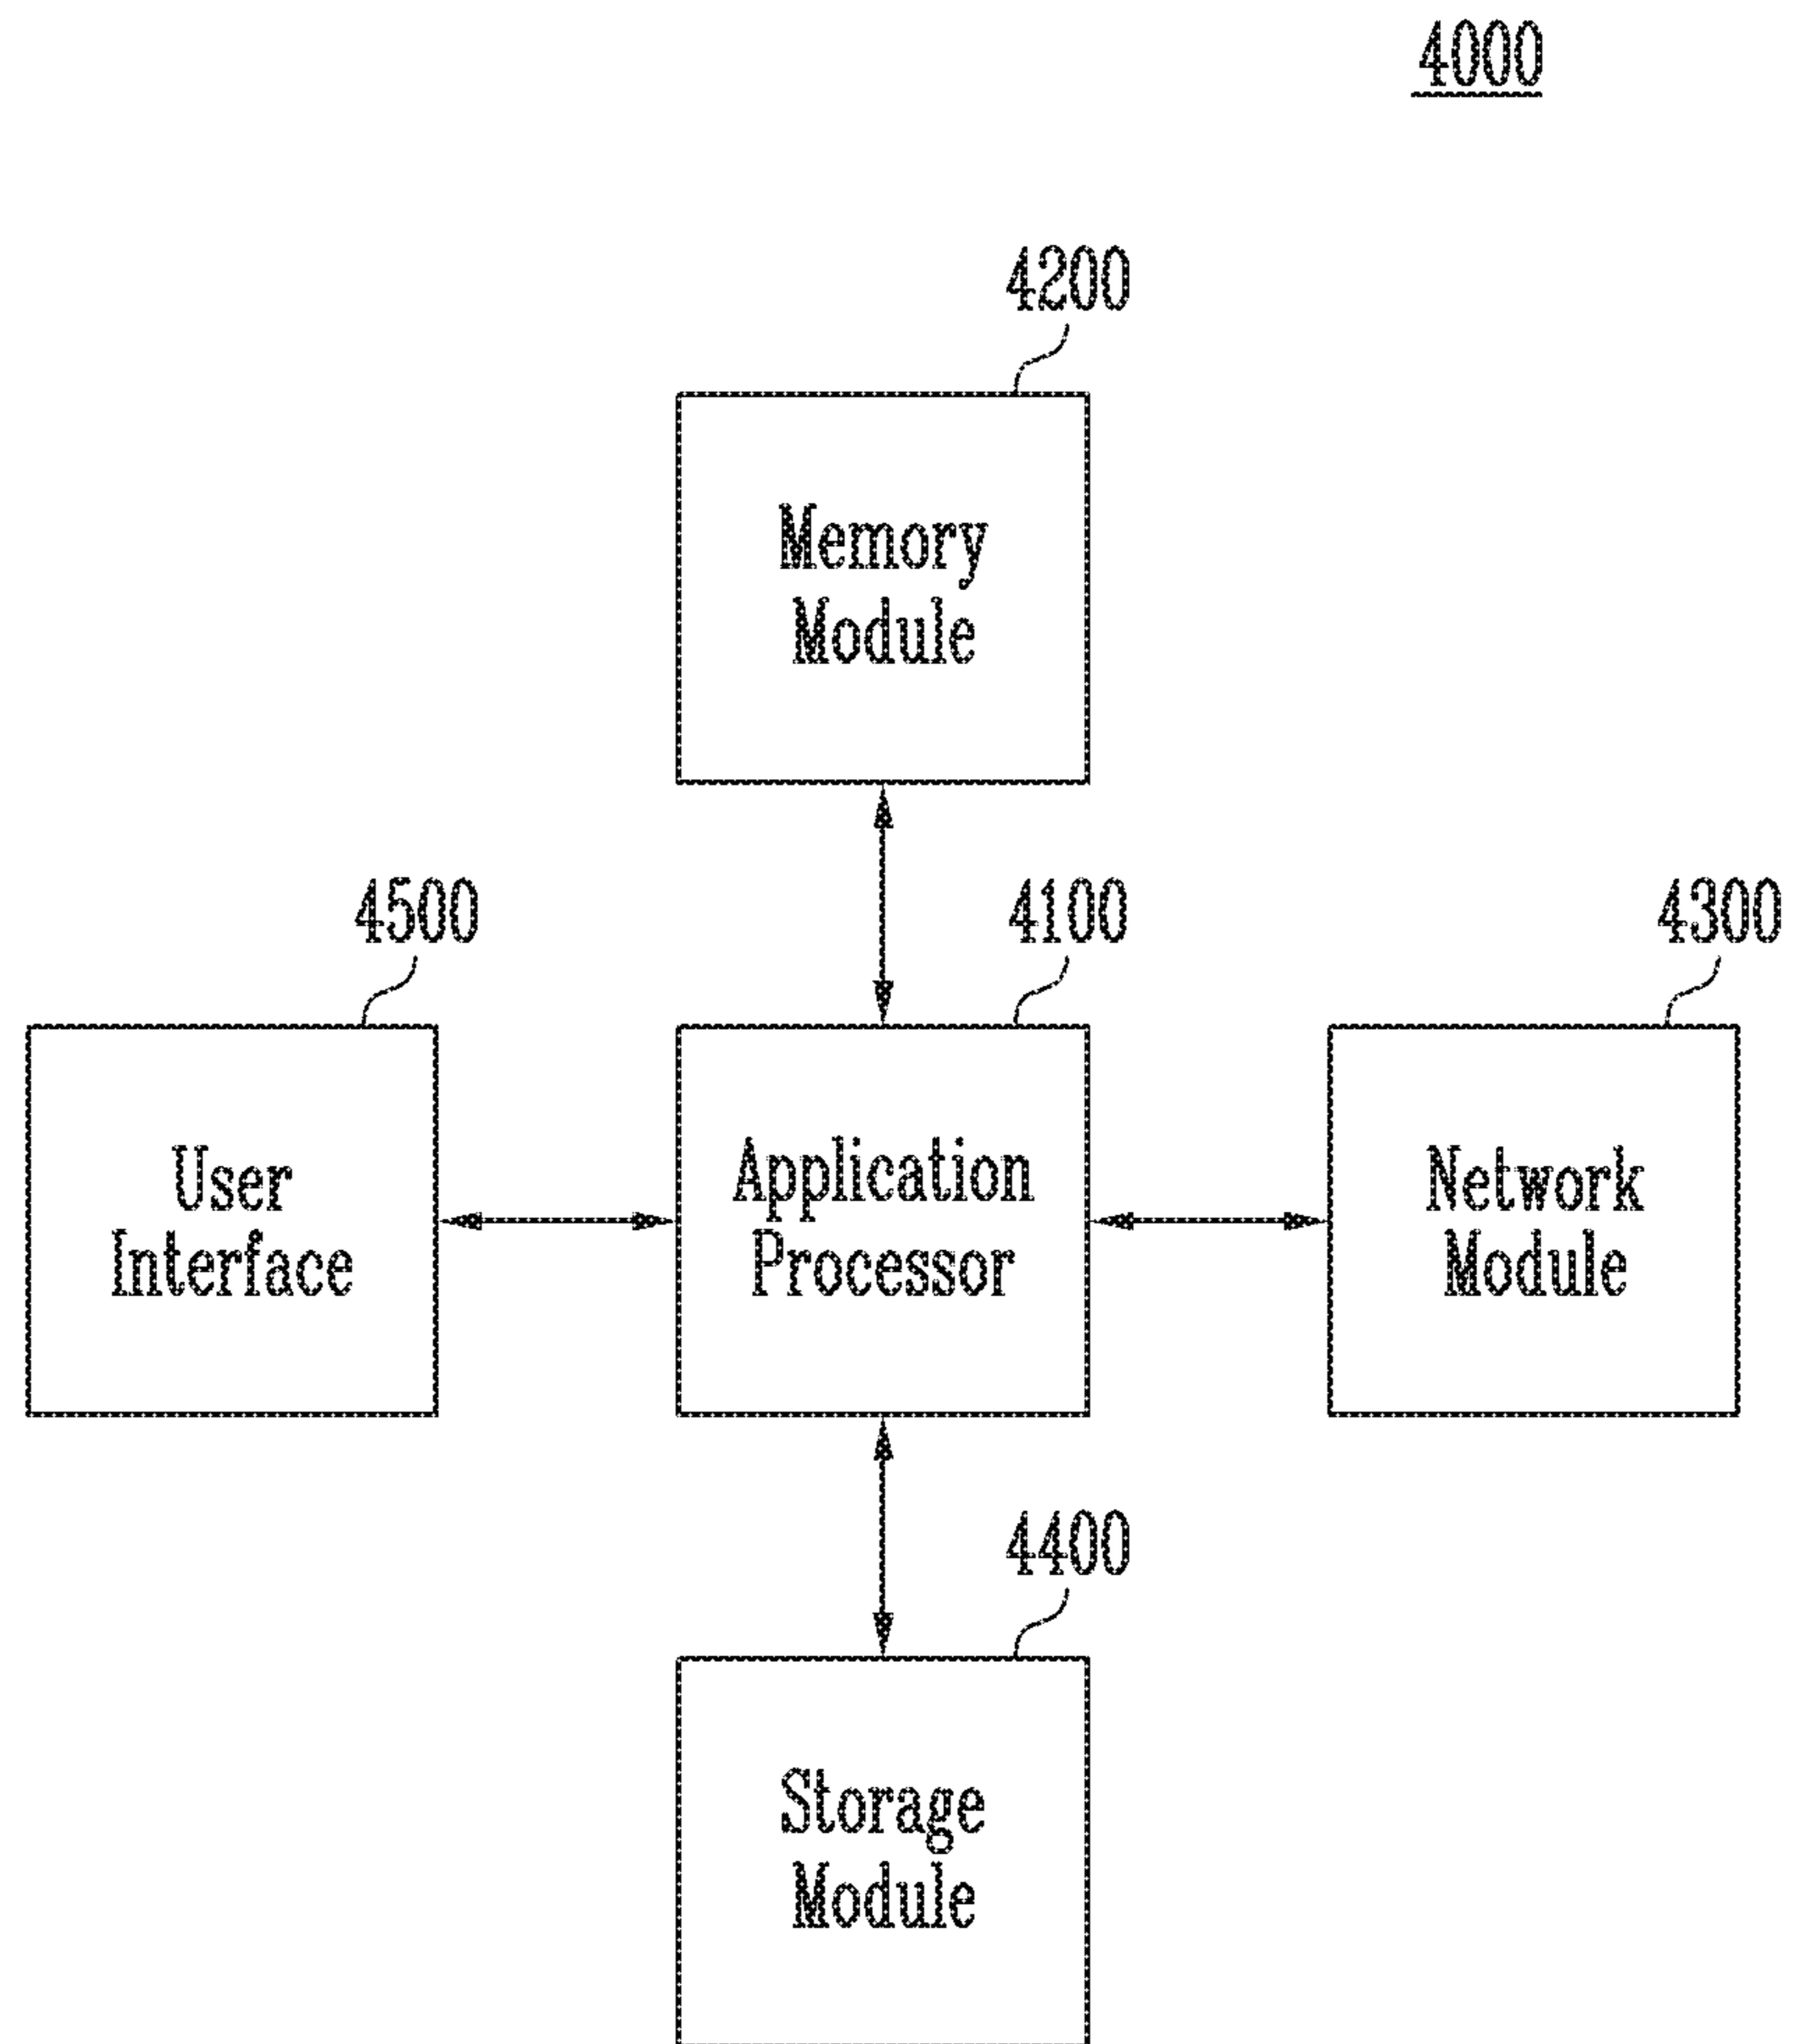 4000
4200
Memory
Module
4500
4100
4300
User
Interface
Application
Processor
Network
Module
4400
Storage
Module